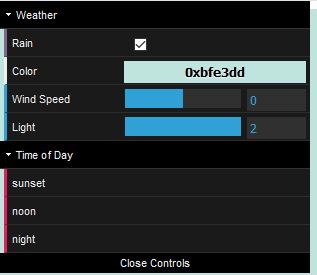 Weather
Rain
Color 0xbfe3dd
Wind Speed 0
Light 2
Time of Day
sunset
noon
night
Close Controls